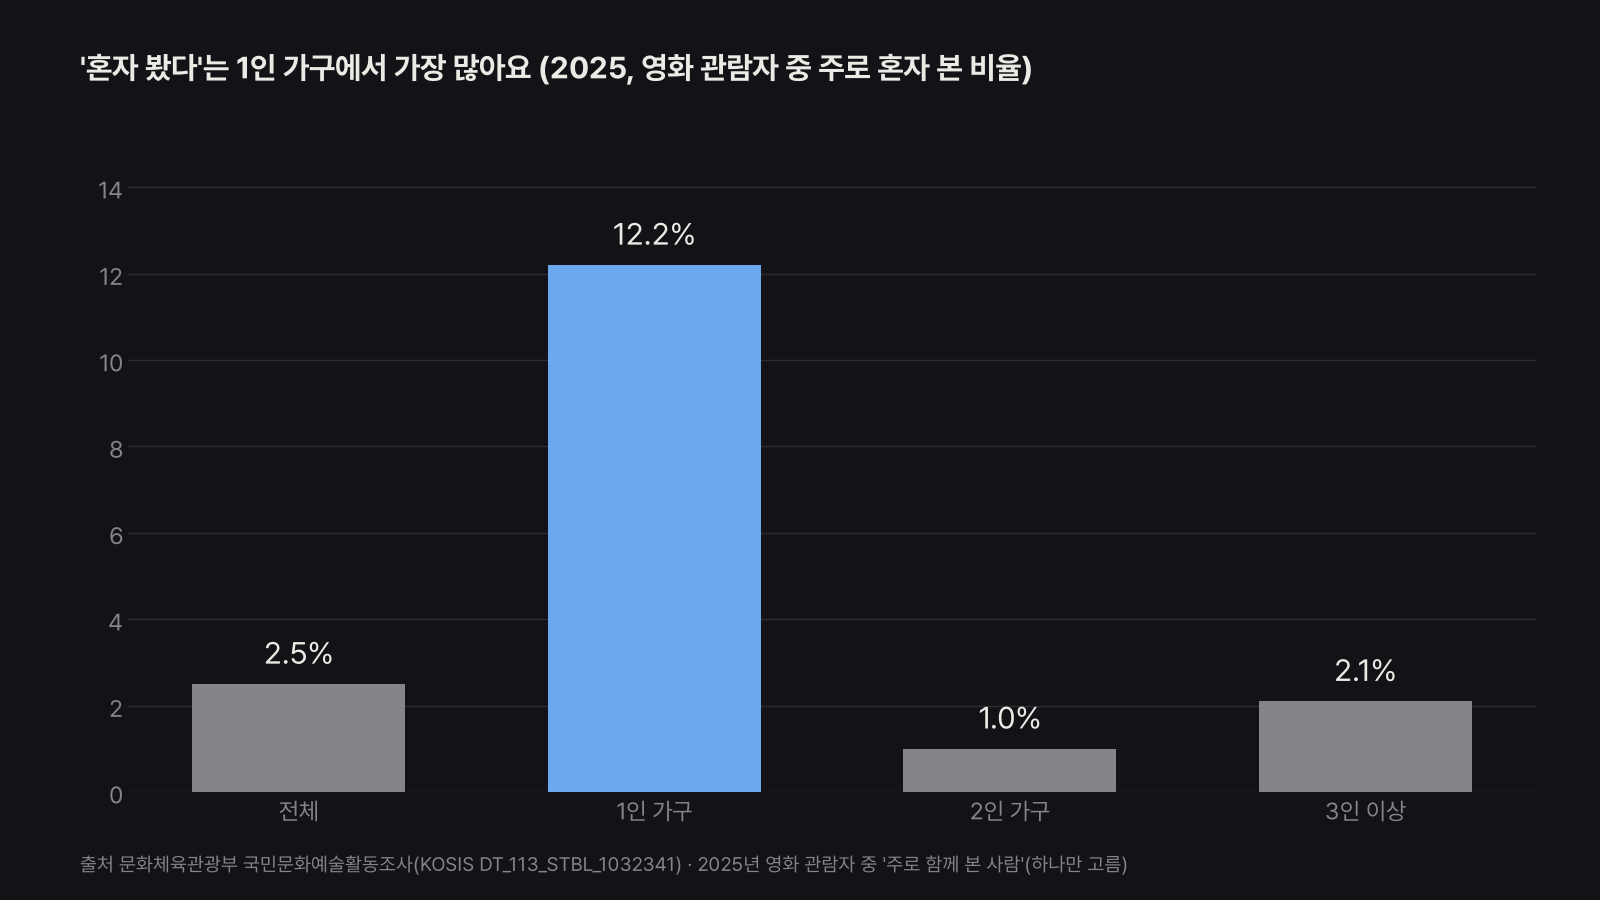 '혼자 봤다'는 1인 가구에서 가장 많아요 (2025, 영화 관람자 중 주로 혼자 본 비율)
14
12
10
8
6
4
2
0
2.5%
12.2%
1.0%
2.1%
전체
1인 가구
2인 가구
3인 이상
출처 문화체육관광부 국민문화예술활동조사(KOSIS DT_113_STBL_1032341) · 2025년 영화 관람자 중 '주로 함께 본 사람'(하나만 고름)